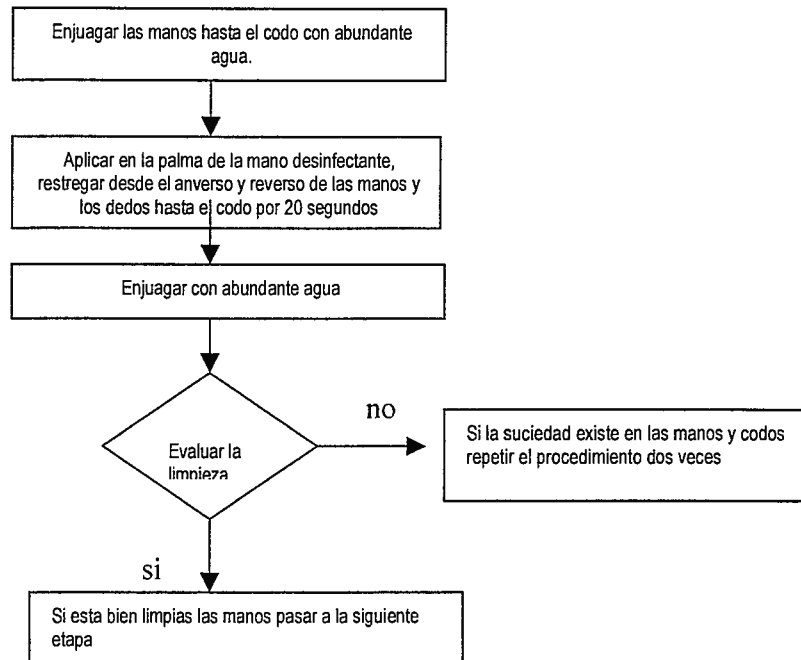 Enjuagar las manos hasta el codo con abundante
agua.
Aplicar en la palma de la mano desinfectante,
restregar desde el anverso y reverso de las manos y
los dedos hasta el codo por 20 segundos
Enjuagar con abundante agua
Evaluar la
limpieza
no
Si la suciedad existe en las manos y codos
repetir el procedimiento dos veces
si
Si esta bien limpias las manos pasar a la siguiente
etapa